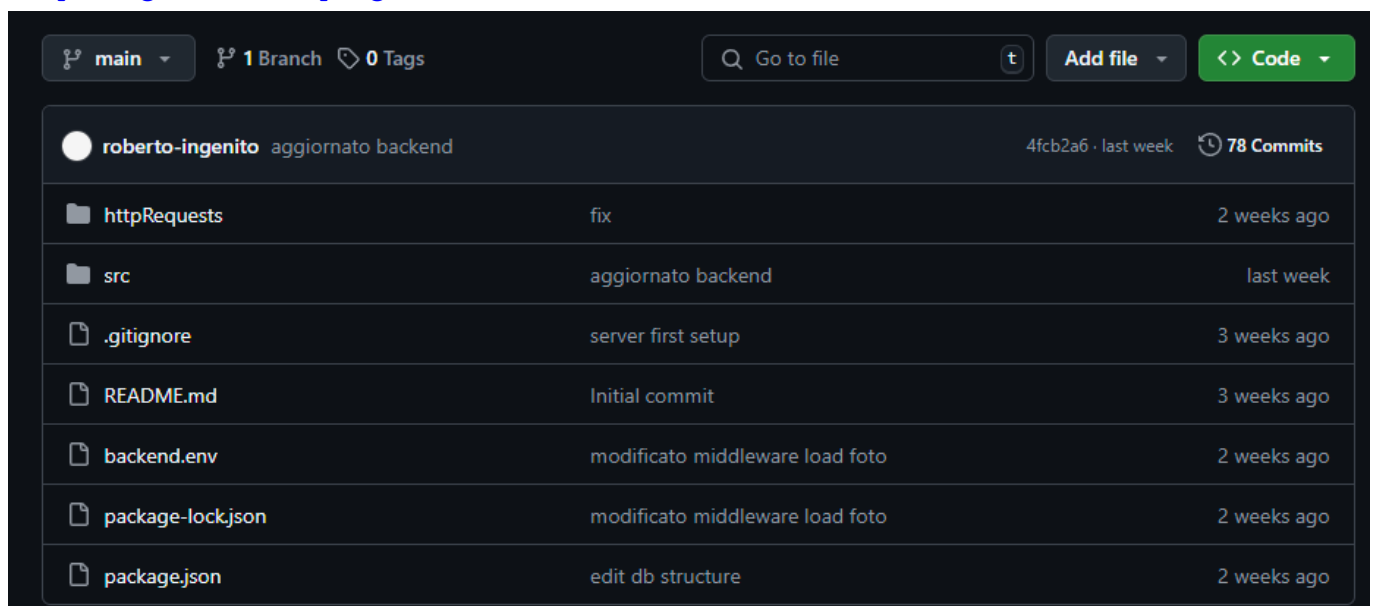 main 1 Branch 0 Tags Go to file t Add file <> Code
roberto-ingenito aggiornato backend 4fcb2a6 · last week 78 Commits
httpRequests fix 2 weeks ago
src aggiornato backend last week
.gitignore server first setup 3 weeks ago
README.md Initial commit 3 weeks ago
backend.env modificato middleware load foto 2 weeks ago
package-lock.json modificato middleware load foto 2 weeks ago
package.json edit db structure 2 weeks ago